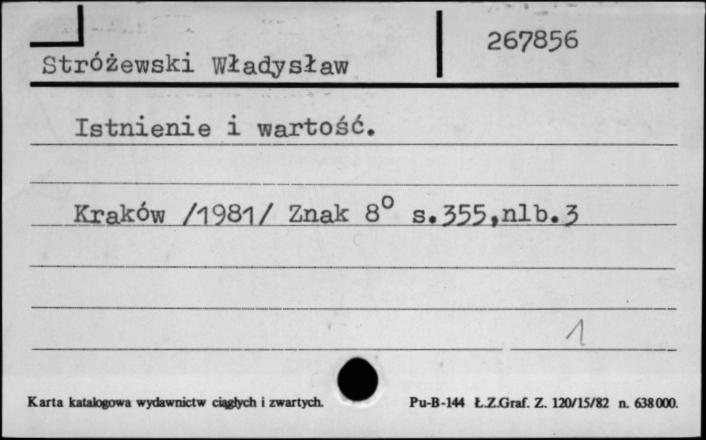 267856
Stróżewski Władysław
Istnienie i wartość.
Kraków /1981/ Znak 8° s.355,nlb.3
1
Karta katalogowa wydawnictw ciągłych i zwartych. Pu-B-144 Ł.Z.Graf. Z. 120/15/82 n. 638000.